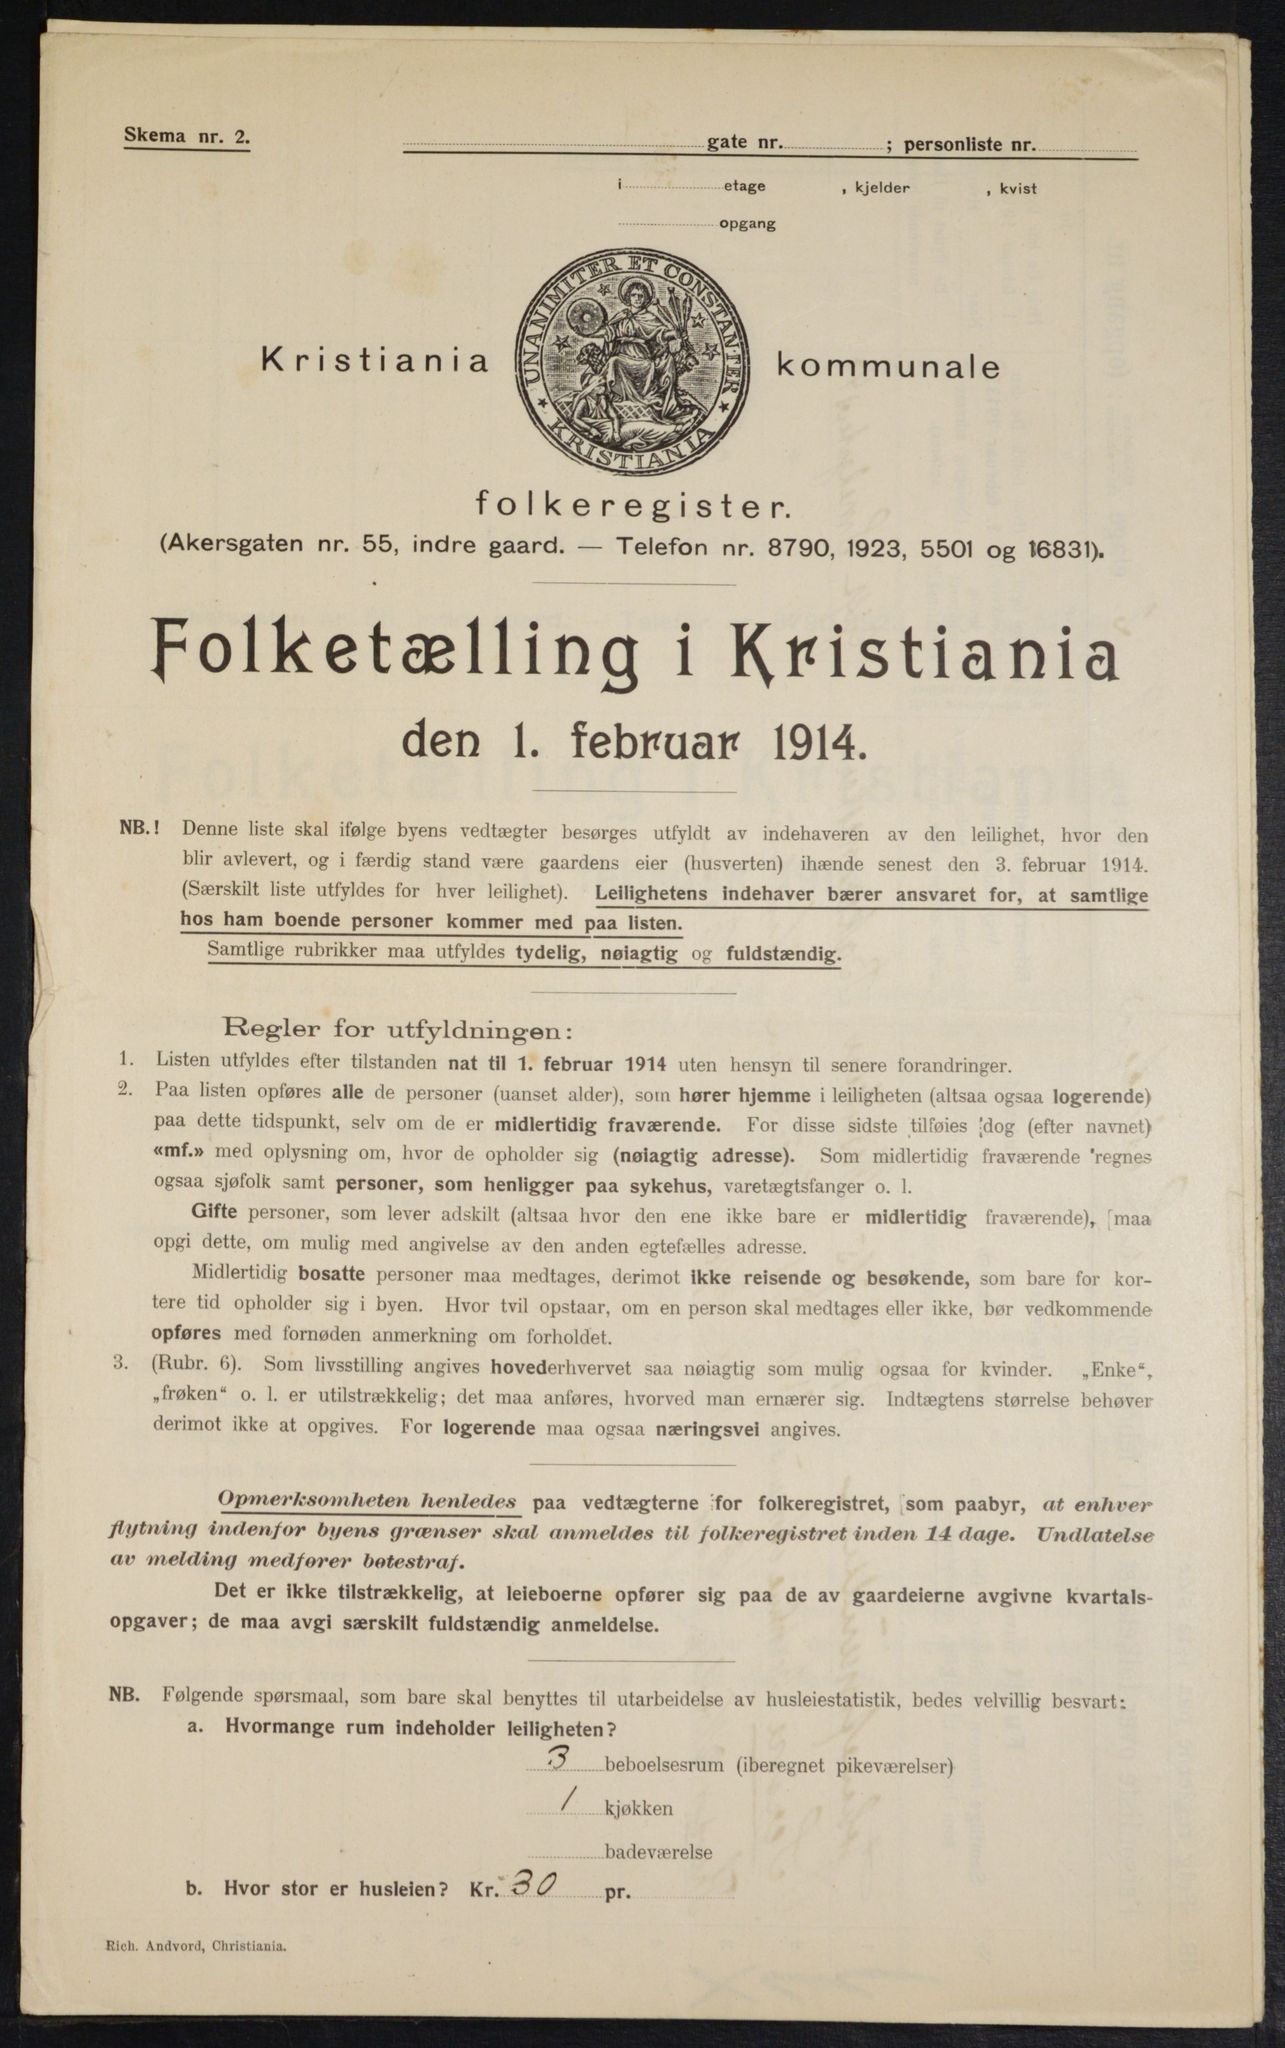 Skema nr. 2. gate nr. ; personliste nr.
i etage , kjelder , kvist
opgang
UNANIMITER ET CONSTANTER
KRISTIANIA
Kristiania kommunale
folkeregister.
(Akersgaten nr. 55, indre gaard. — Telefon nr. 8790, 1923, 5501 og 16831).
Folketælling i Kristiania
den 1. februar 1914.
NB.! Denne liste skal ifølge byens vedtægter besørges utfyldt av indehaveren av den leilighet, hvor den
blir avlevert, og i færdig stand være gaardens eier (husverten) ihænde senest den 3. februar 1914.
(Særskilt liste utfyldes for hver leilighet). Leilighetens indehaver bærer ansvaret for, at samtlige
hos ham boende personer kommer med paa listen.
Samtlige rubrikker maa utfyldes tydelig, nøiagtig og fuldstændig.
Regler for utfyldningen:
1. Listen utfyldes efter tilstanden nat til 1. februar 1914 uten hensyn til senere forandringer.
2. Paa listen opføres alle de personer (uanset alder), som hører hjemme i leiligheten (altsaa ogsaa logerende)
paa dette tidspunkt, selv om de er midlertidig fraværende. For disse sidste tilføies dog (efter navnet)
«mf.» med oplysning om, hvor de opholder sig (nøiagtig adresse). Som midlertidig fraværende regnes
ogsaa sjøfolk samt personer, som henligger paa sykehus, varetægtsfanger o. l.
Gifte personer, som lever adskilt (altsaa hvor den ene ikke bare er midlertidig fraværende), maa
opgi dette, om mulig med angivelse av den anden egtefælles adresse.
Midlertidig bosatte personer maa medtages, derimot ikke reisende og besøkende, som bare for kor-
tere tid opholder sig i byen. Hvor tvil opstaar, om en person skal medtages eller ikke, bør vedkommende
opføres med fornøden anmerkning om forholdet.
3. (Rubr. 6). Som livsstilling angives hovederhvervet saa nøiagtig som mulig ogsaa for kvinder. „Enke“,
„frøken“ o. l. er utilstrækkelig; det maa anføres, hvorved man ernærer sig. Indtægtens størrelse behøver
derimot ikke at opgives. For logerende maa ogsaa næringsvei angives.
Opmerksomheten henledes paa vedtægterne for folkeregistret, som paabyr, at enhver
flytning indenfor byens grænser skal anmeldes til folkeregistret inden 14 dage. Undlatelse
av melding medfører bøtestraf.
Det er ikke tilstrækkelig, at leieboerne opfører sig paa de av gaardeierne avgivne kvartals-
opgaver; de maa avgi særskilt fuldstændig anmeldelse.
NB. Følgende spørsmaal, som bare skal benyttes til utarbeidelse av husleiestatistik, bedes velvillig besvart:
a. Hvormange rum indeholder leiligheten?
3 beboelsesrum (iberegnet pikeværelser)
1 kjøkken
badeværelse
b. Hvor stor er husleien? Kr. 30 pr.
Rich. Andvord, Christiania.